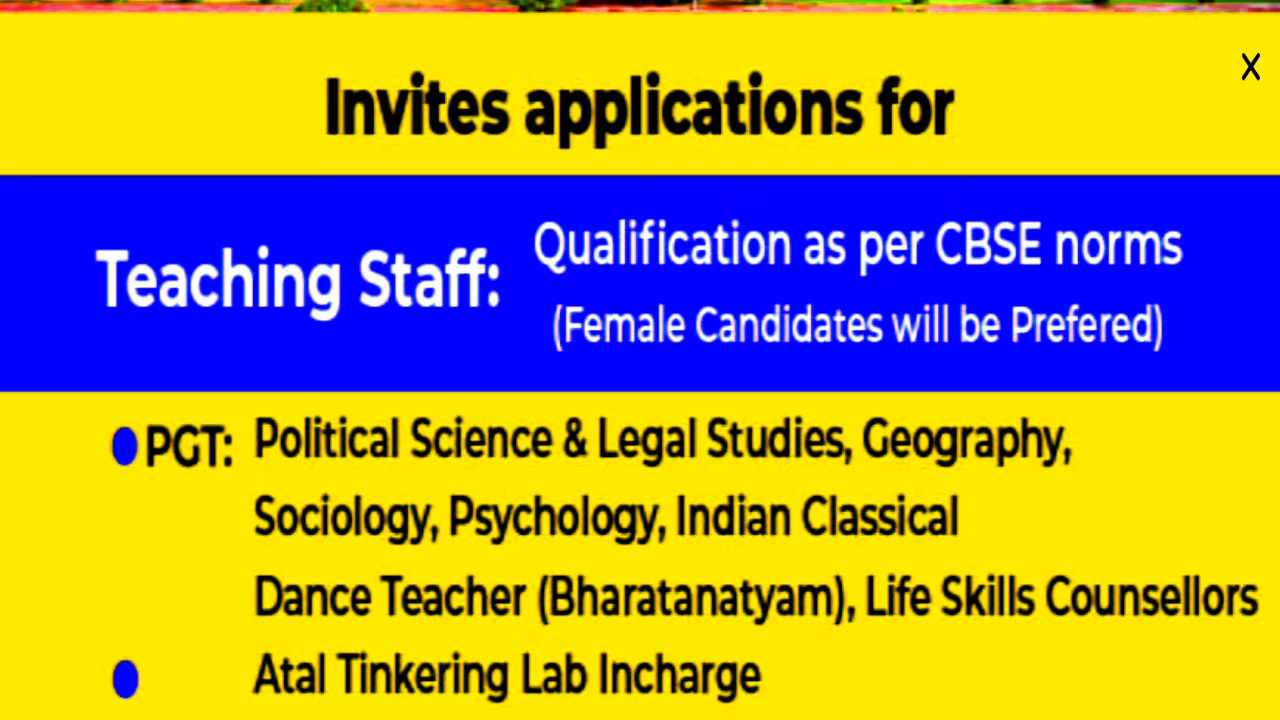 Invites applications for
X
Teaching Staff:
Qualification as per CBSE norms
(Female Candidates will be Prefered)
PGT: Political Science & Legal Studies, Geography,
Sociology, Psychology, Indian Classical
Dance Teacher (Bharatanatyam), Life Skills Counsellors
Atal Tinkering Lab Incharge